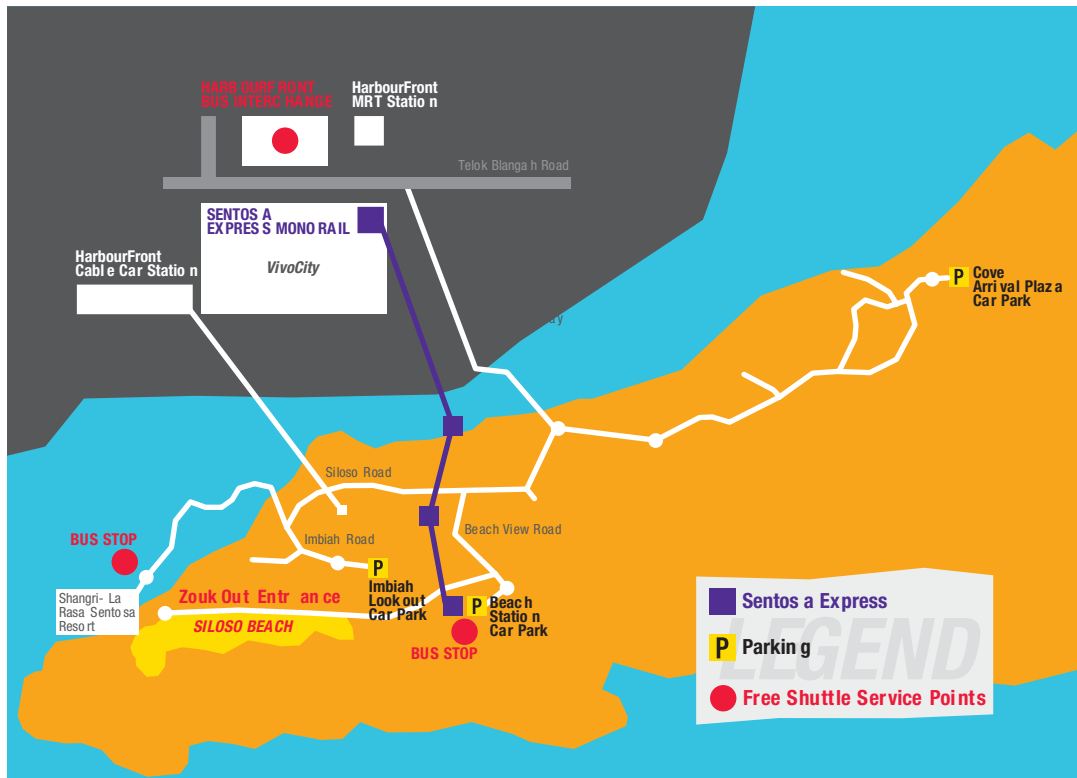 HARBOURFRONT
BUS INTERCHANGE
HarbourFront
MRT Station
Telok Blangah Road
SENTOSA
EXPRESS MONORAIL
VivoCity
HarbourFront
Cable Car Station
P
Cove
Arrival Plaza
Car Park
Siloso Road
Beach View Road
Imbiah Road
BUS STOP
P
Imbiah
Lookout
Car Park
Shangri-La
Rasa Sentosa
Resort
Zouk Out Entrance
SILOSO BEACH
P
Beach
Station
Car Park
BUS STOP
LEGEND
Sentosa Express
P
Parking
Free Shuttle Service Points